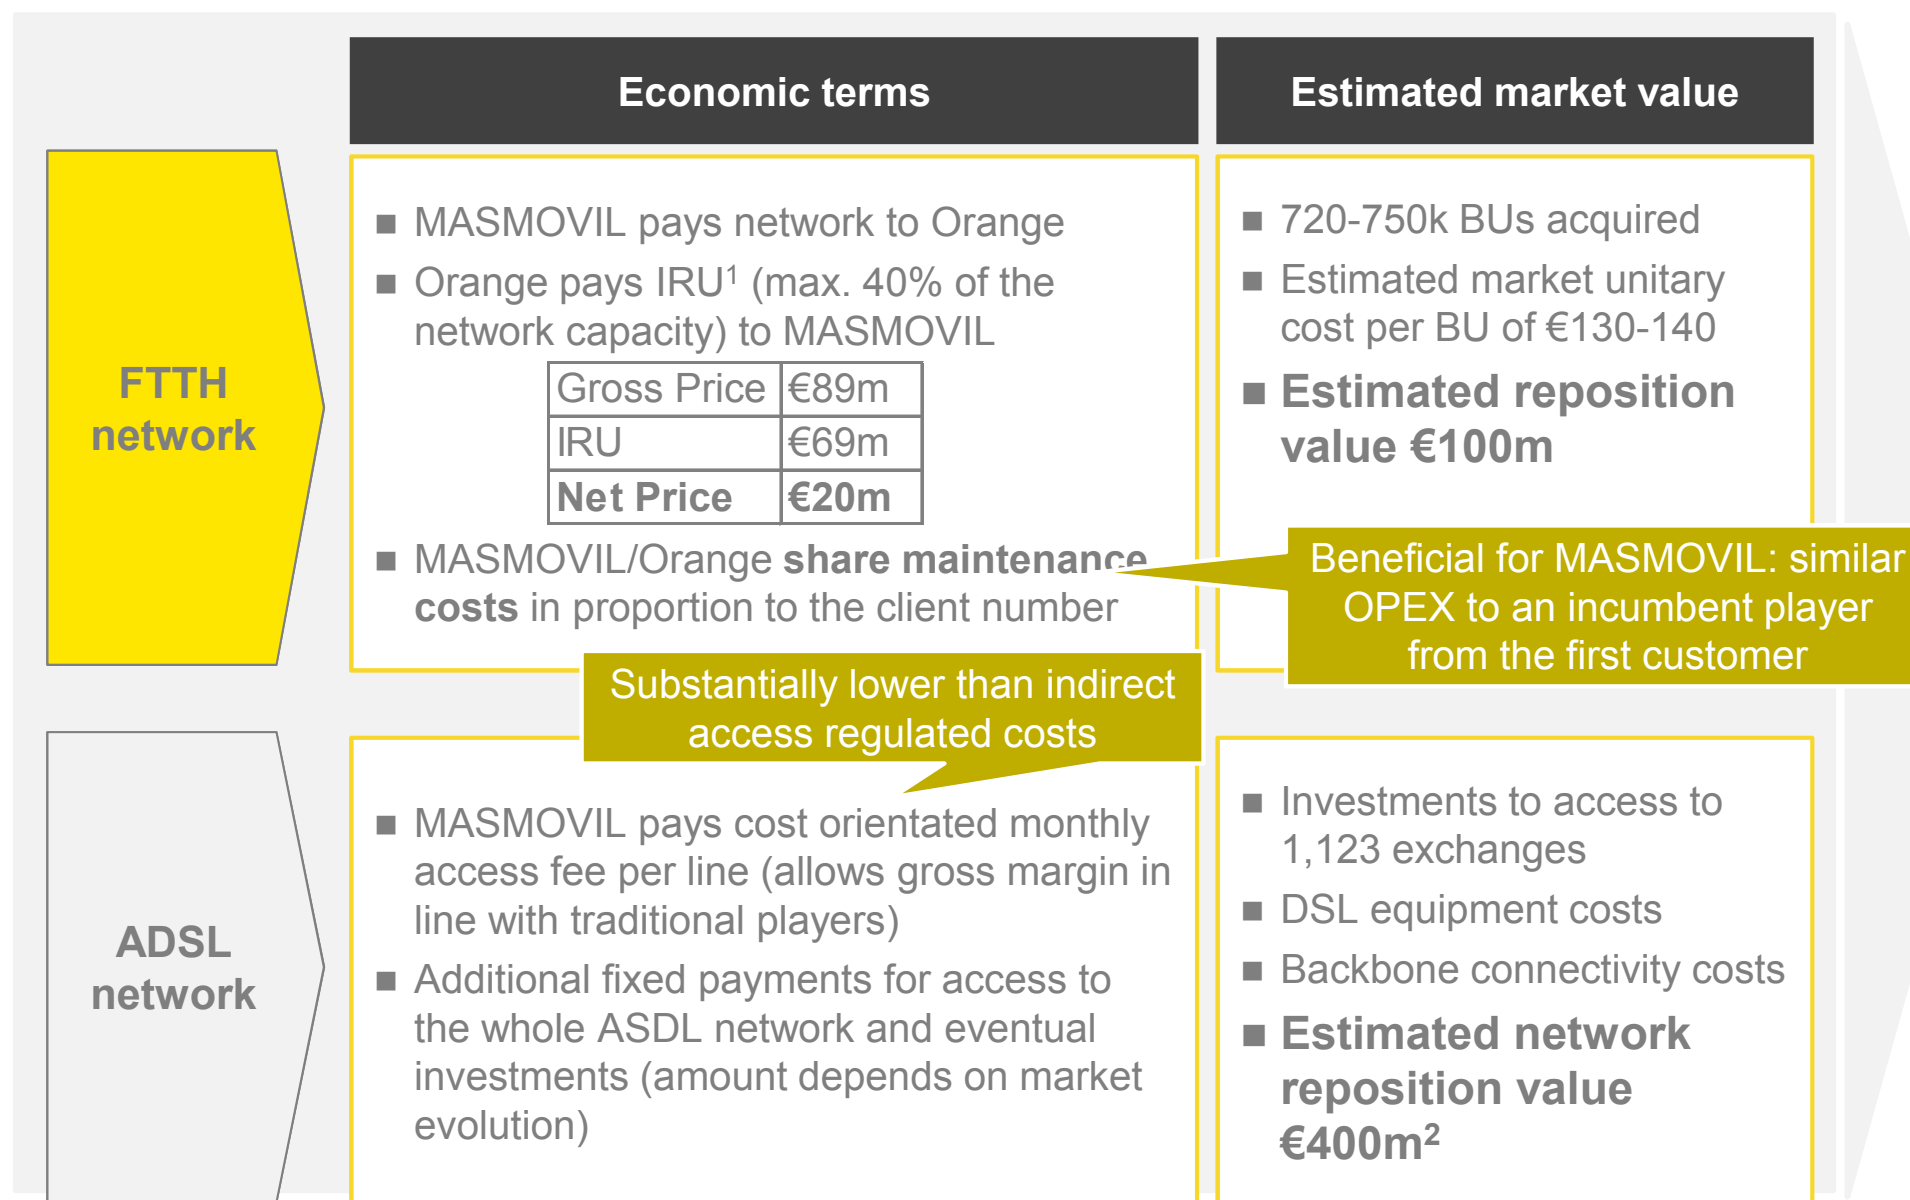 Economic terms
Estimated market value
FTTH
network
■ MASMOVIL pays network to Orange
■ Orange pays IRU¹ (max. 40% of the
network capacity) to MASMOVIL
Gross Price €89m
IRU €69m
Net Price €20m
■ MASMOVIL/Orange share maintenance
costs in proportion to the client number
■ 720-750k BUs acquired
■ Estimated market unitary
cost per BU of €130-140
■ Estimated reposition
value €100m
Beneficial for MASMOVIL: similar
OPEX to an incumbent player
from the first customer
Substantially lower than indirect
access regulated costs
ADSL
network
■ MASMOVIL pays cost orientated monthly
access fee per line (allows gross margin in
line with traditional players)
■ Additional fixed payments for access to
the whole ASDL network and eventual
investments (amount depends on market
evolution)
■ Investments to access to
1,123 exchanges
■ DSL equipment costs
■ Backbone connectivity costs
■ Estimated network
reposition value
€400m²